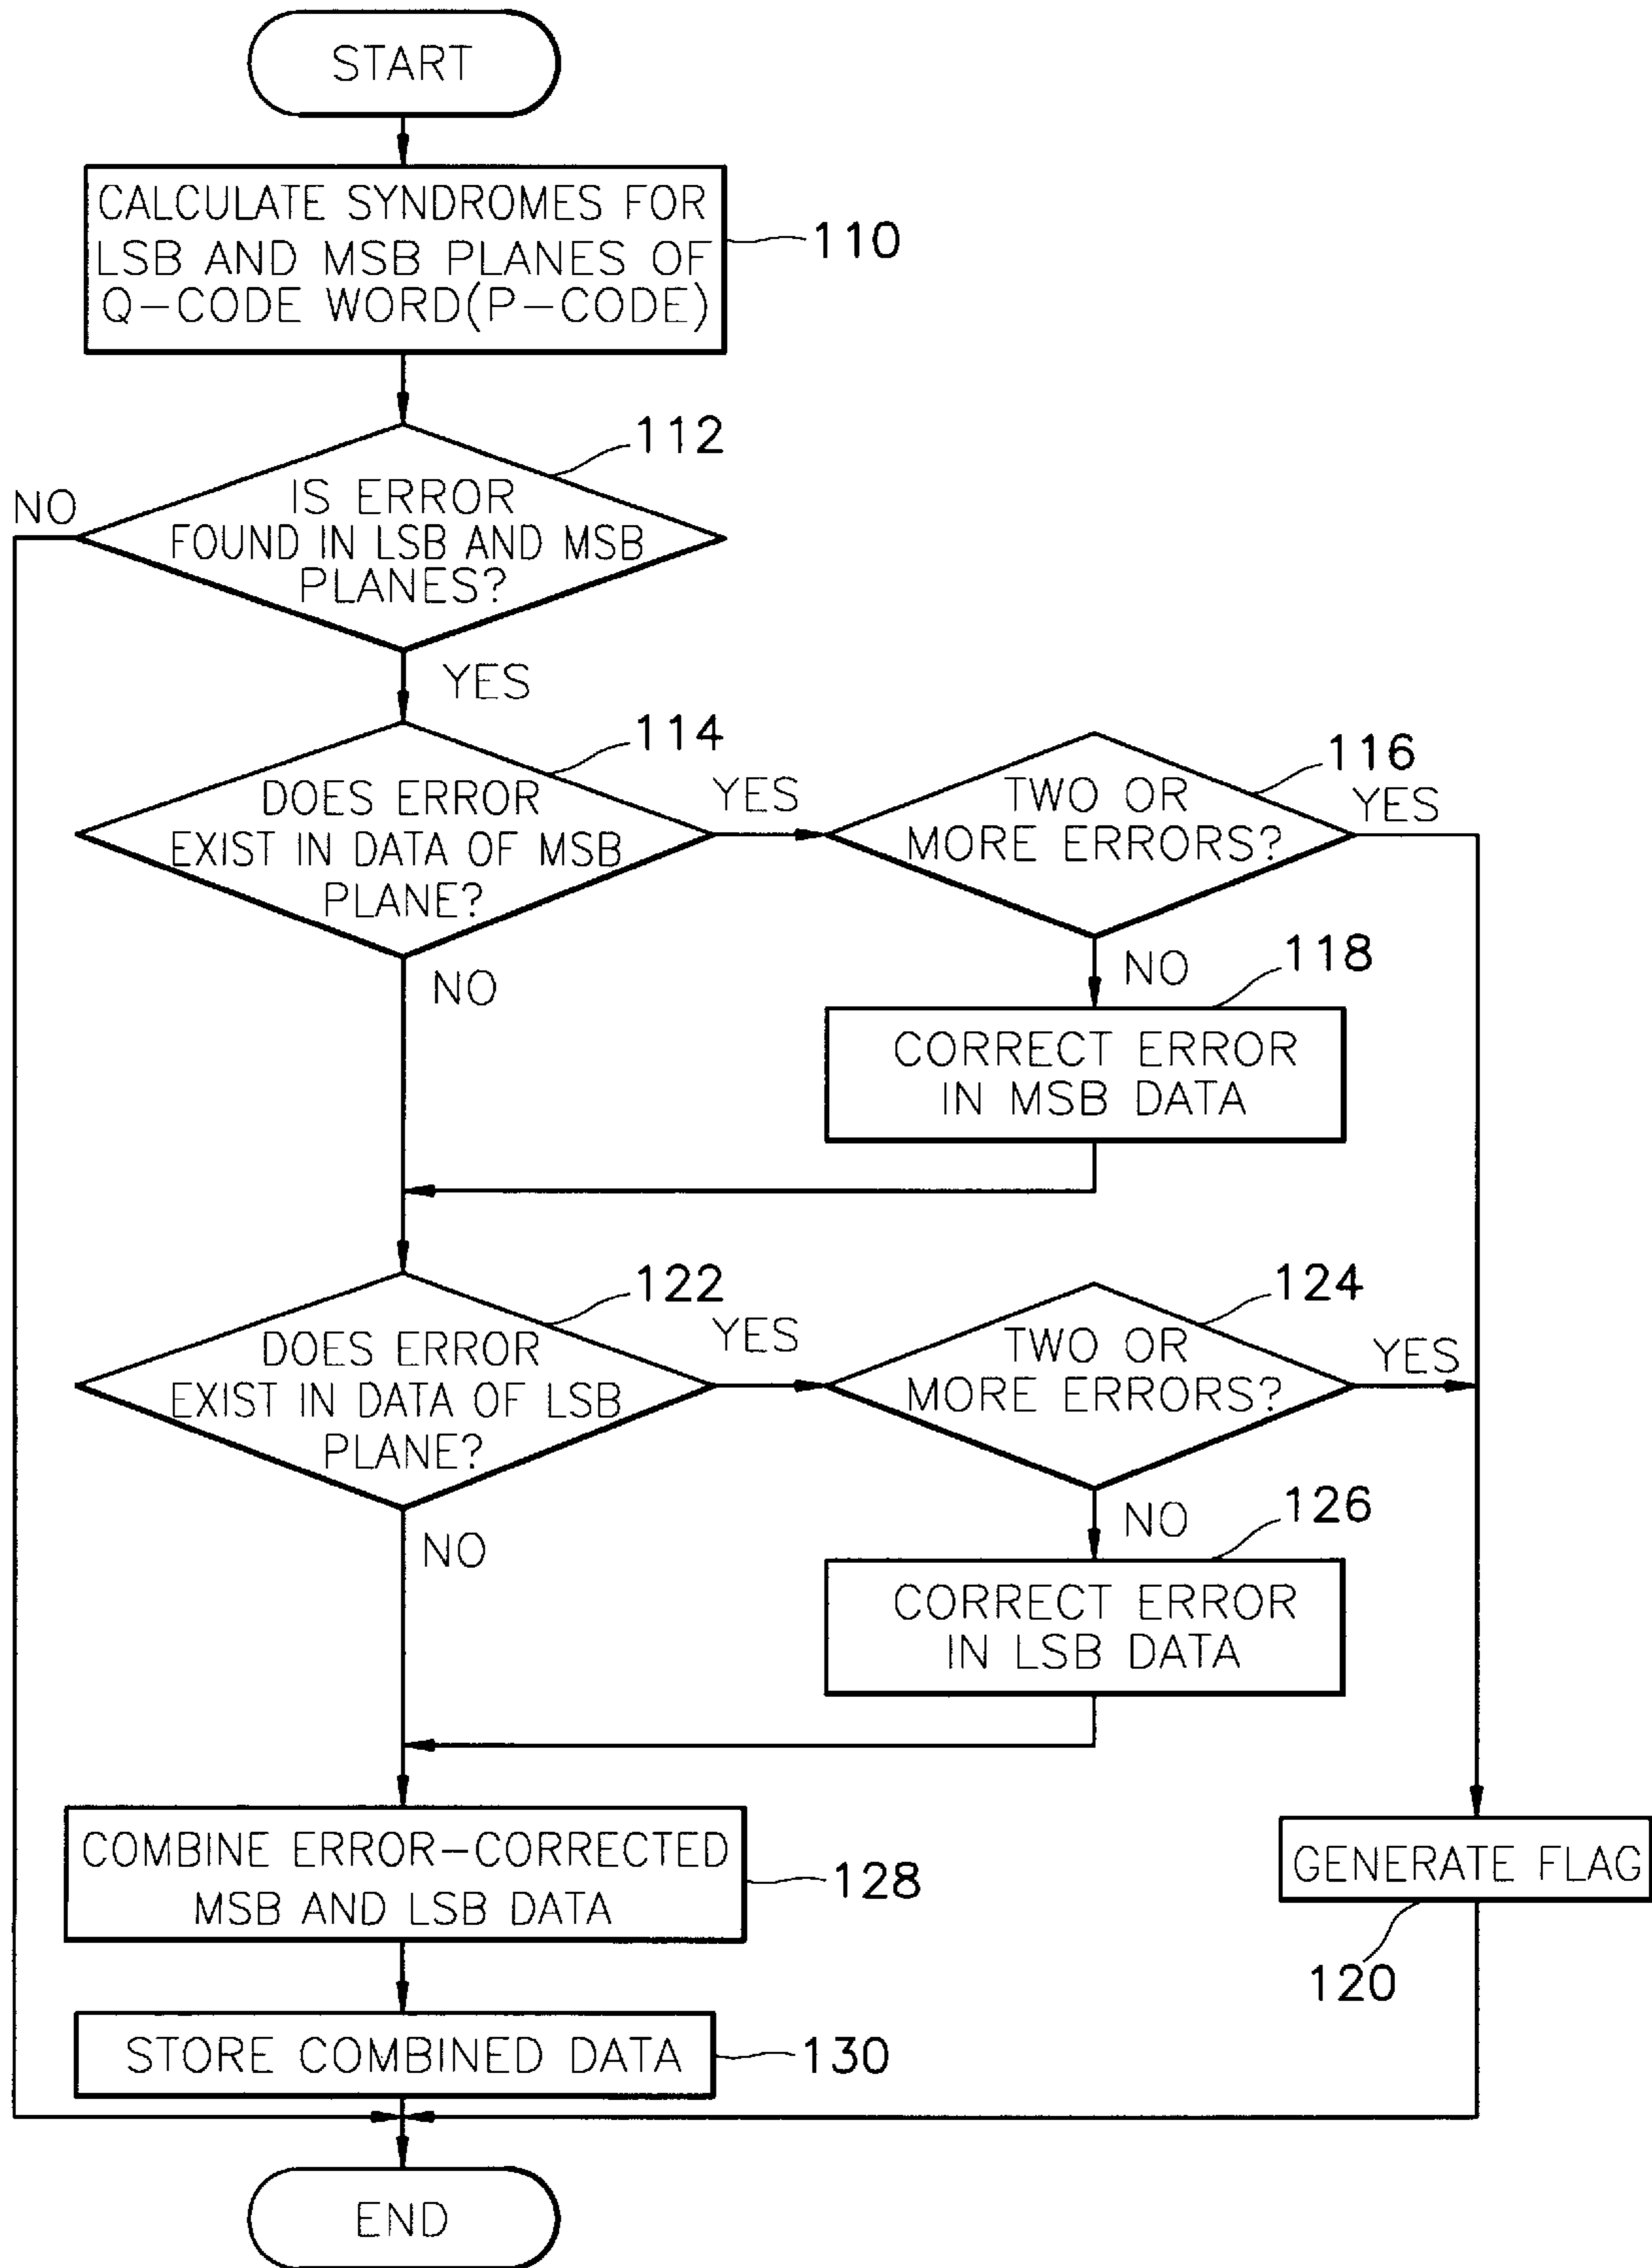 START
CALCULATE SYNDROMES FOR
LSB AND MSB PLANES OF
Q-CODE WORD(P-CODE)
110
112
IS ERROR
FOUND IN LSB AND MSB
PLANES?
NO
YES
114
DOES ERROR
EXIST IN DATA OF MSB
PLANE?
YES
NO
116
TWO OR
MORE ERRORS?
YES
NO
118
CORRECT ERROR
IN MSB DATA
122
DOES ERROR
EXIST IN DATA OF LSB
PLANE?
YES
NO
124
TWO OR
MORE ERRORS?
YES
NO
126
CORRECT ERROR
IN LSB DATA
COMBINE ERROR-CORRECTED
MSB AND LSB DATA
128
GENERATE FLAG
120
STORE COMBINED DATA
130
END